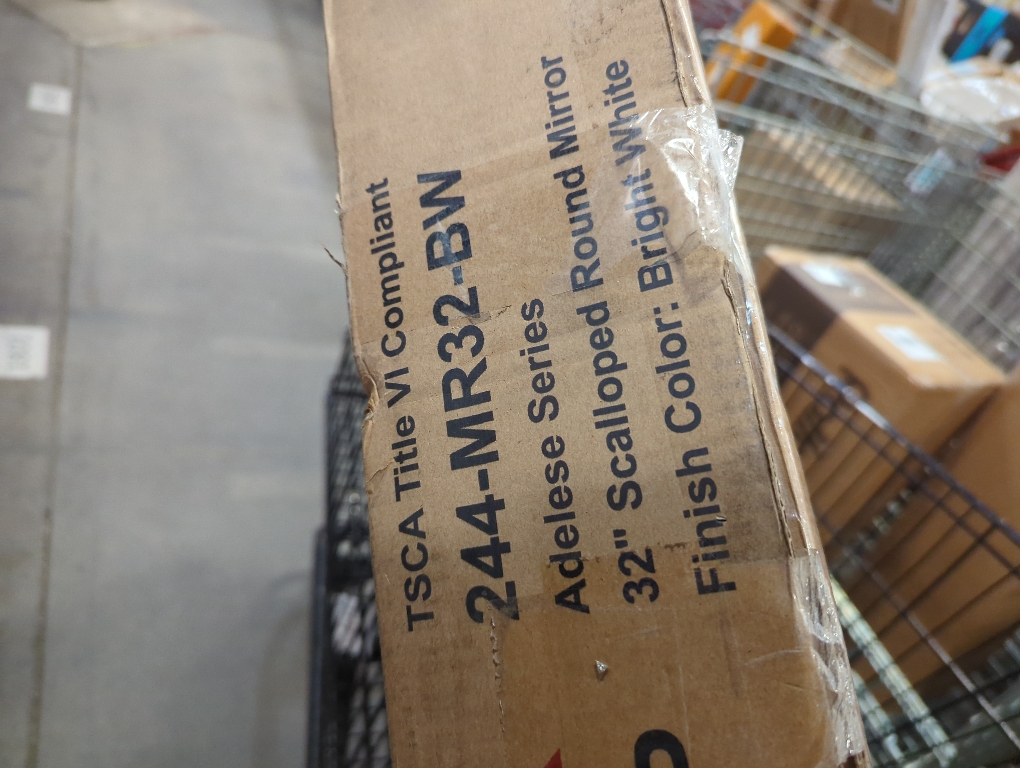 TSCA Title VI Compliant
244-MR32-BW
Adelese Series
32" Scalloped Round Mirror
Finish Color: Bright White